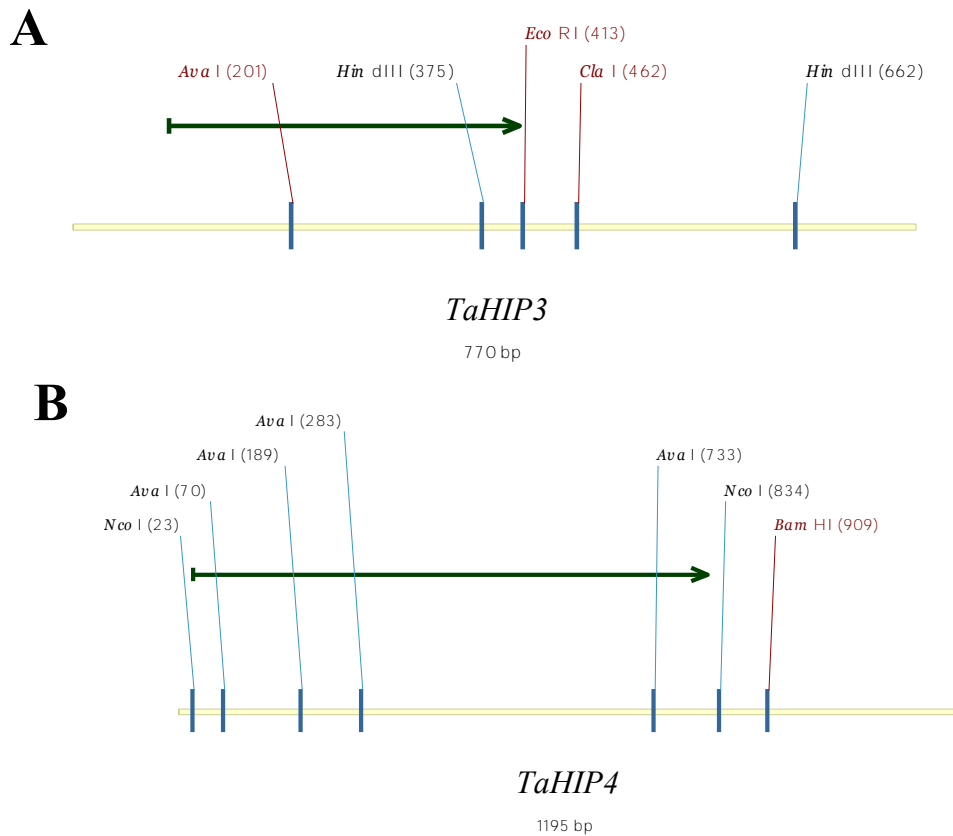 A
Eco RI (413)
Ava I (201)
Hin dIII (375)
Cla I (462)
Hin dIII (662)
TaHIP3
770 bp
B
Ava I (283)
Ava I (189)
Ava I (733)
Ava I (70)
Nco I (834)
Nco I (23)
Bam HI (909)
TaHIP4
1195 bp